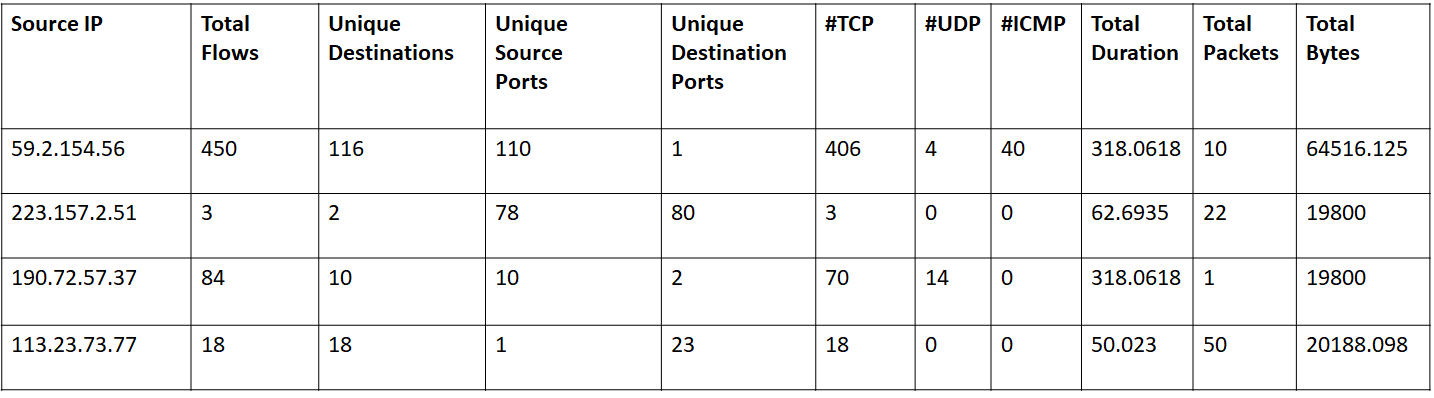 Source IP Total Flows Unique Destinations Unique Source Ports Unique Destination Ports #TCP #UDP #ICMP Total Duration Total Packets Total Bytes
59.2.154.56 450 116 110 1 406 4 40 318.0618 10 64516.125
223.157.2.51 3 2 78 80 3 0 0 62.6935 22 19800
190.72.57.37 84 10 10 2 70 14 0 318.0618 1 19800
113.23.73.77 18 18 1 23 18 0 0 50.023 50 20188.098